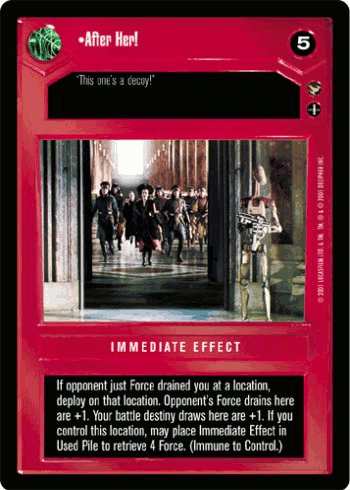 •After Her!
5
'This one's a decoy!"
IMMEDIATE EFFECT
If opponent just Force drained you at a location,
deploy on that location. Opponent's Force drains here
are +1. Your battle destiny draws here are +1. If you
control this location, may place Immediate Effect in
Used Pile to retrieve 4 Force. (Immune to Control.)